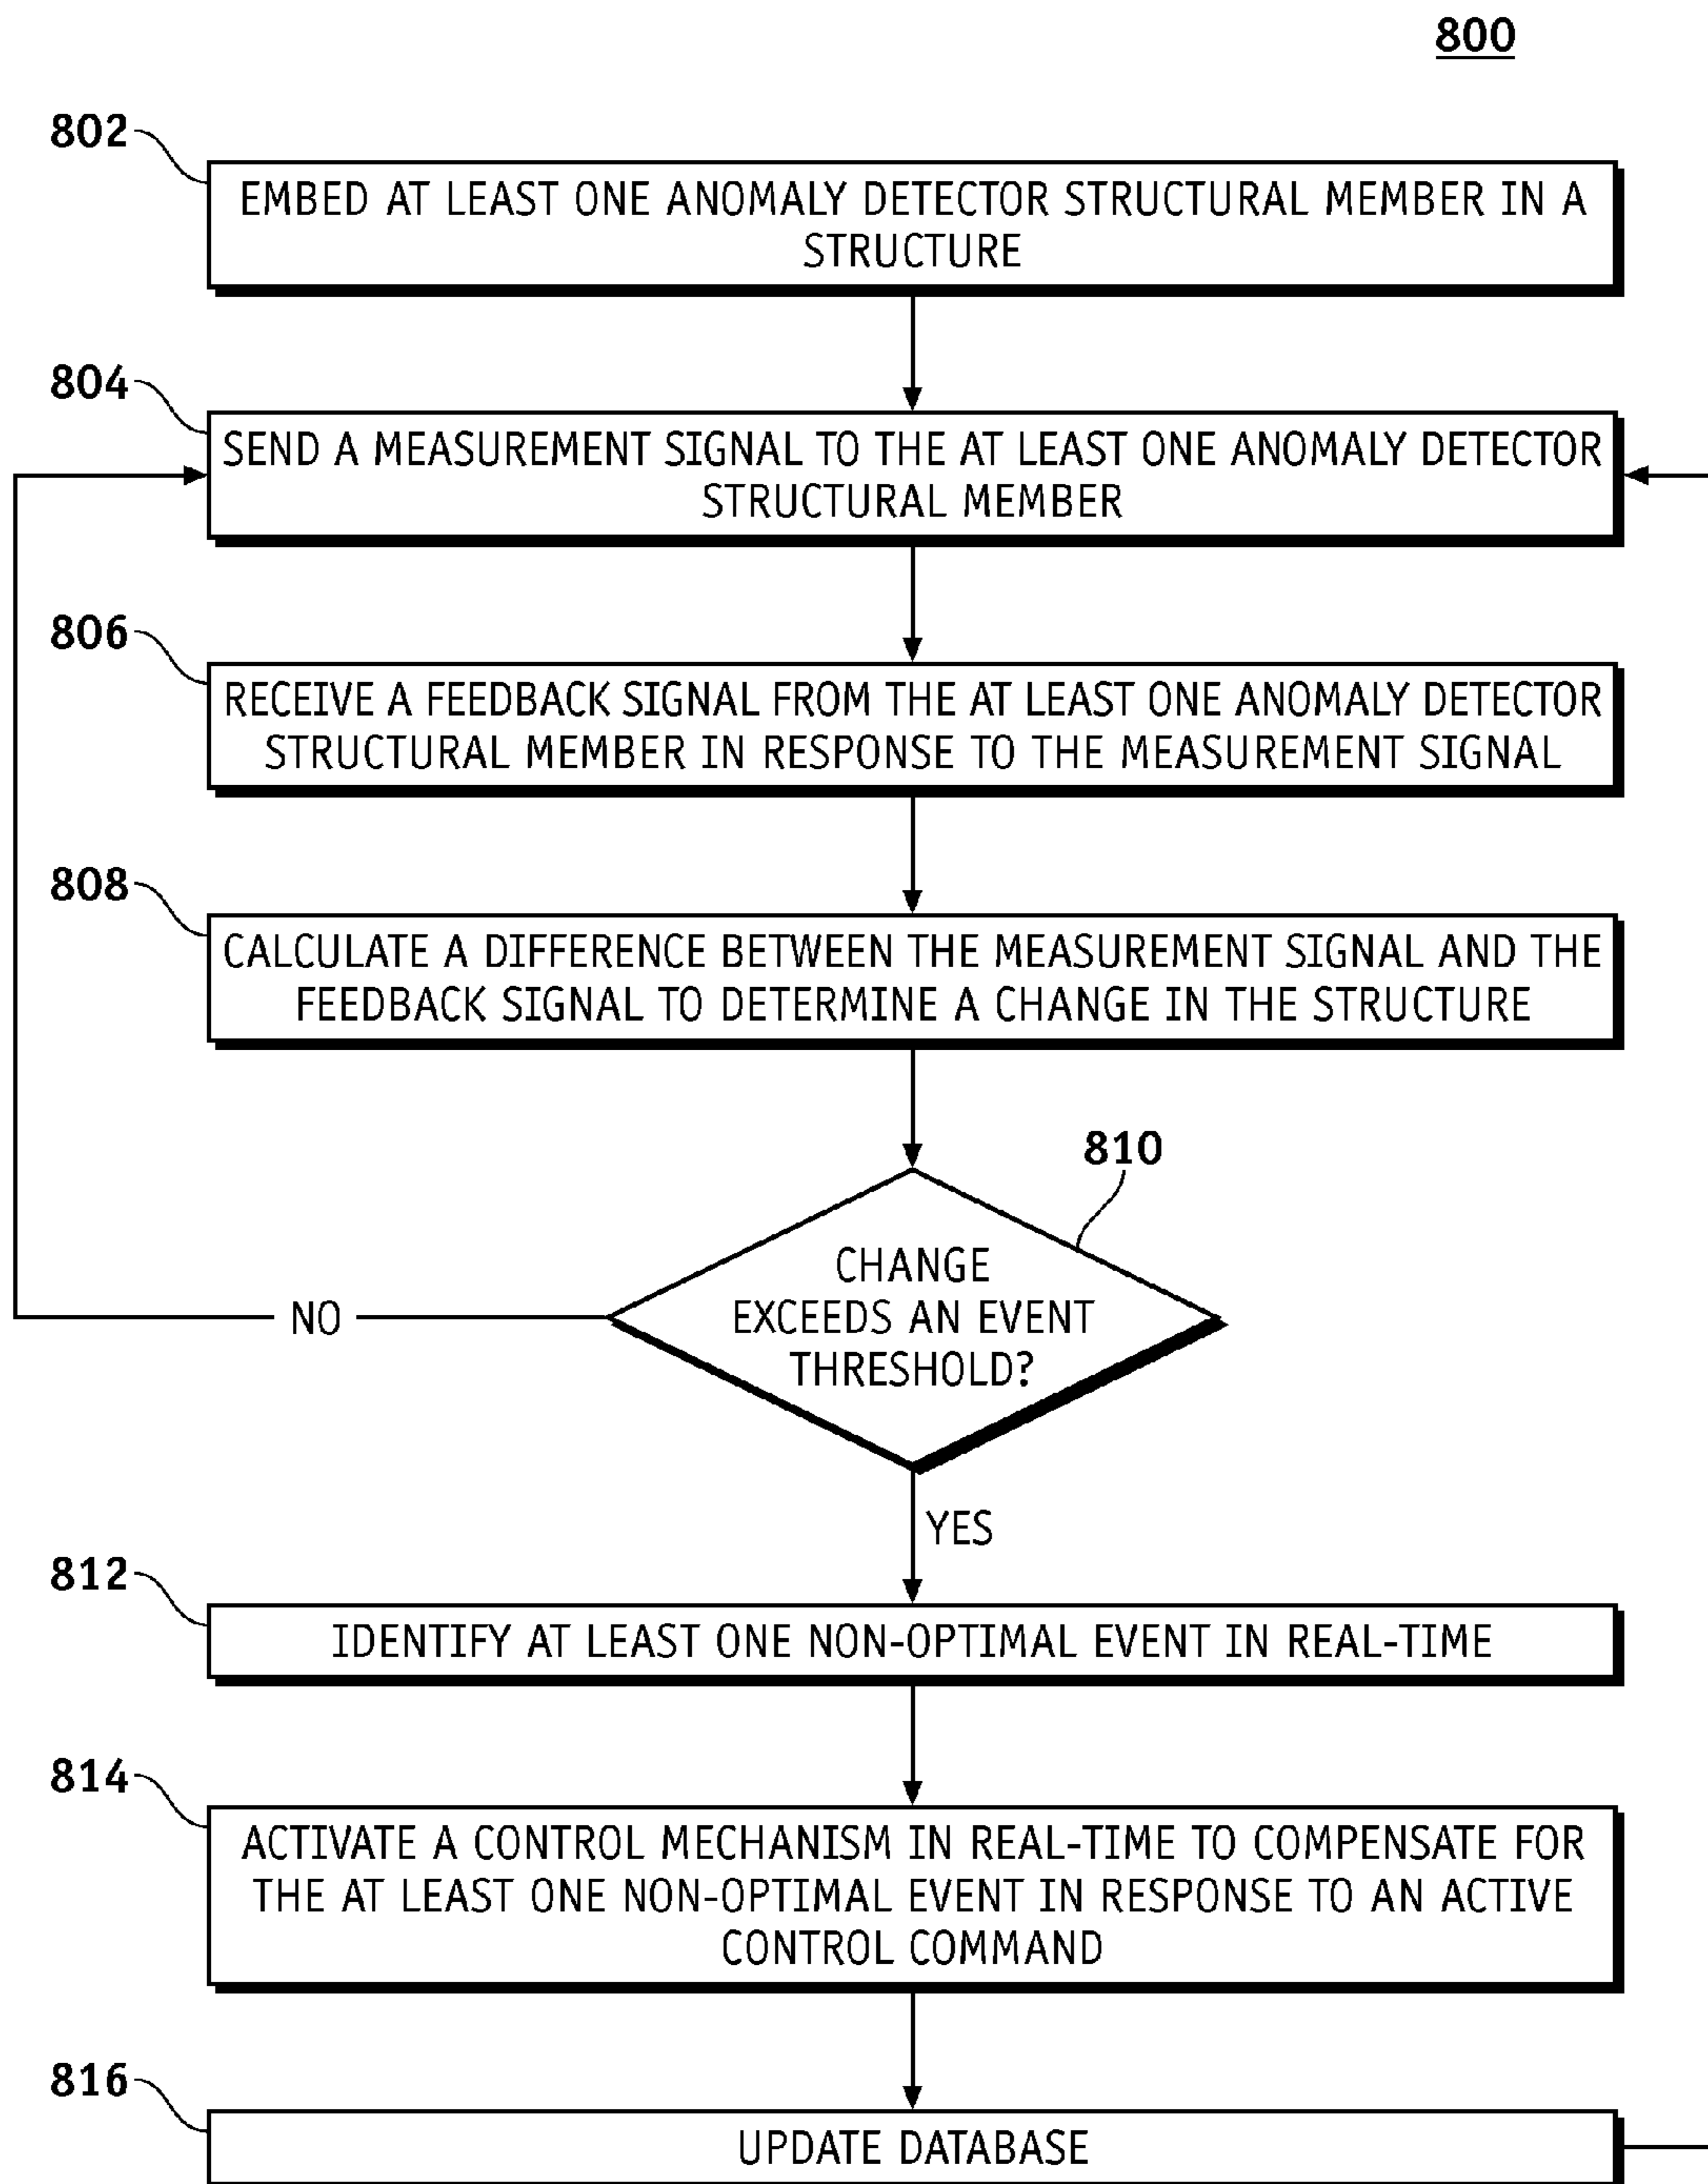 800
802
EMBED AT LEAST ONE ANOMALY DETECTOR STRUCTURAL MEMBER IN A
STRUCTURE
804
SEND A MEASUREMENT SIGNAL TO THE AT LEAST ONE ANOMALY DETECTOR
STRUCTURAL MEMBER
806
RECEIVE A FEEDBACK SIGNAL FROM THE AT LEAST ONE ANOMALY DETECTOR
STRUCTURAL MEMBER IN RESPONSE TO THE MEASUREMENT SIGNAL
808
CALCULATE A DIFFERENCE BETWEEN THE MEASUREMENT SIGNAL AND THE
FEEDBACK SIGNAL TO DETERMINE A CHANGE IN THE STRUCTURE
810
CHANGE
EXCEEDS AN EVENT
THRESHOLD?
NO
YES
812
IDENTIFY AT LEAST ONE NON-OPTIMAL EVENT IN REAL-TIME
814
ACTIVATE A CONTROL MECHANISM IN REAL-TIME TO COMPENSATE FOR
THE AT LEAST ONE NON-OPTIMAL EVENT IN RESPONSE TO AN ACTIVE
CONTROL COMMAND
816
UPDATE DATABASE